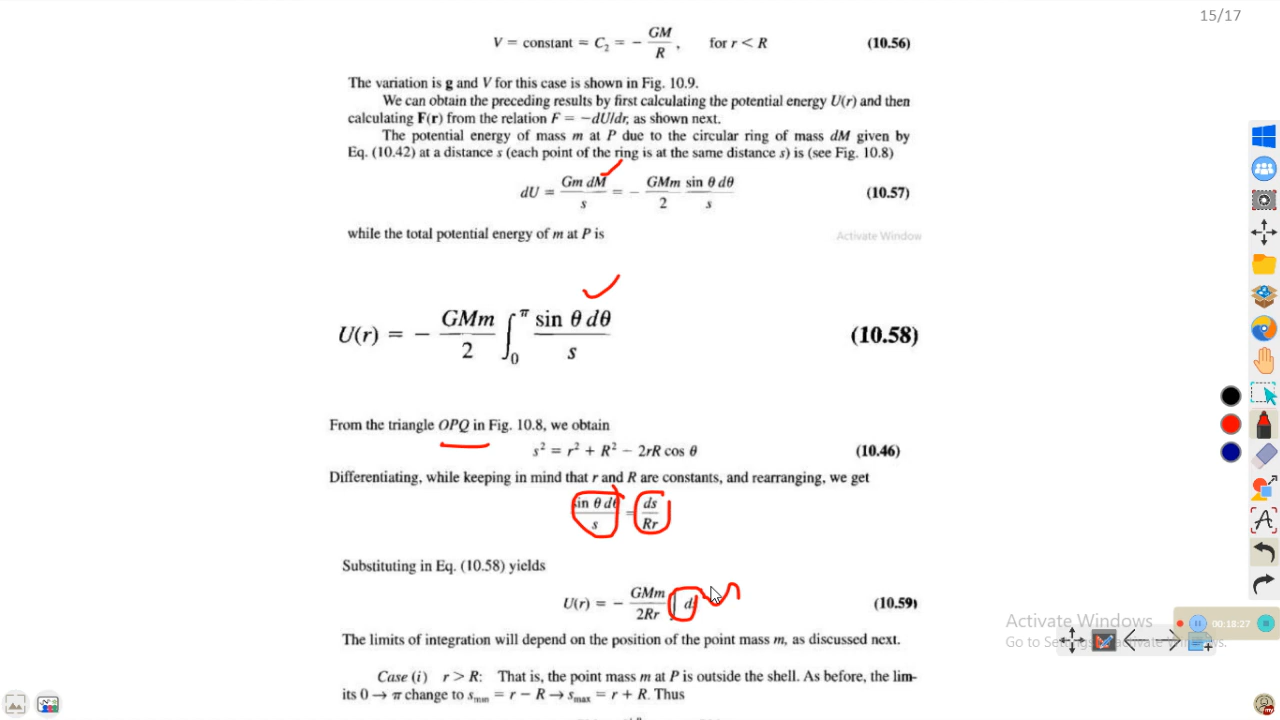 15/17
V = constant = C₂ = − GM/R, for r < R (10.56)
The variation is g and V for this case is shown in Fig. 10.9.
We can obtain the preceding results by first calculating the potential energy U(r) and then
calculating F(r) from the relation F = −dU/dr, as shown next.
The potential energy of mass m at P due to the circular ring of mass dM given by
Eq. (10.42) at a distance s (each point of the ring is at the same distance s) is (see Fig. 10.8)
dU = Gm dM/s = − GMm/2 sin θ dθ/s (10.57)
while the total potential energy of m at P is
Activate Window
U(r) = − GMm/2 ∫₀^π sin θ dθ/s (10.58)
From the triangle OPQ in Fig. 10.8, we obtain
s² = r² + R² − 2rR cos θ (10.46)
Differentiating, while keeping in mind that r and R are constants, and rearranging, we get
sin θ dθ/s = ds/Rr
Substituting in Eq. (10.58) yields
U(r) = − GMm/2Rr ∫ ds (10.59)
The limits of integration will depend on the position of the point mass m, as discussed next.
Case (i) r > R: That is, the point mass m at P is outside the shell. As before, the lim-
its 0 → π change to s_min = r − R → s_max = r + R. Thus
Activate Windows
00:18:27